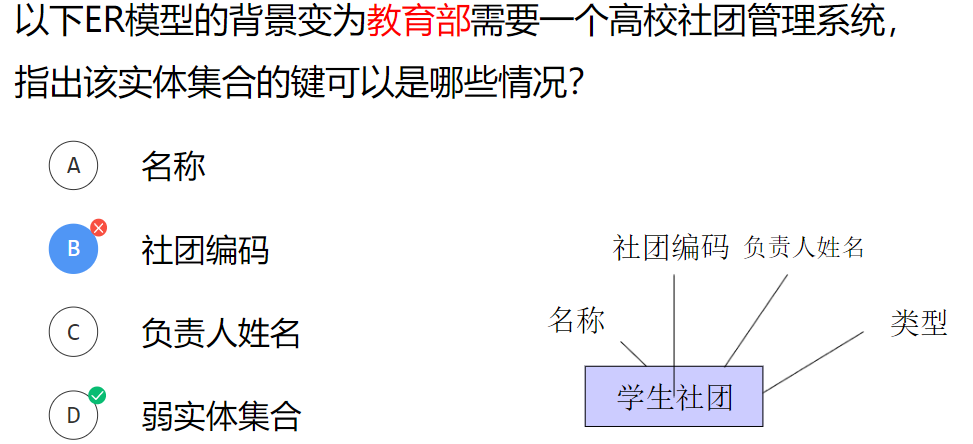 以下ER模型的背景变为教育部需要一个高校社团管理系统，
指出该实体集合的键可以是哪些情况？
A 名称
B 社团编码
C 负责人姓名
D 弱实体集合
社团编码 负责人姓名
名称
类型
学生社团